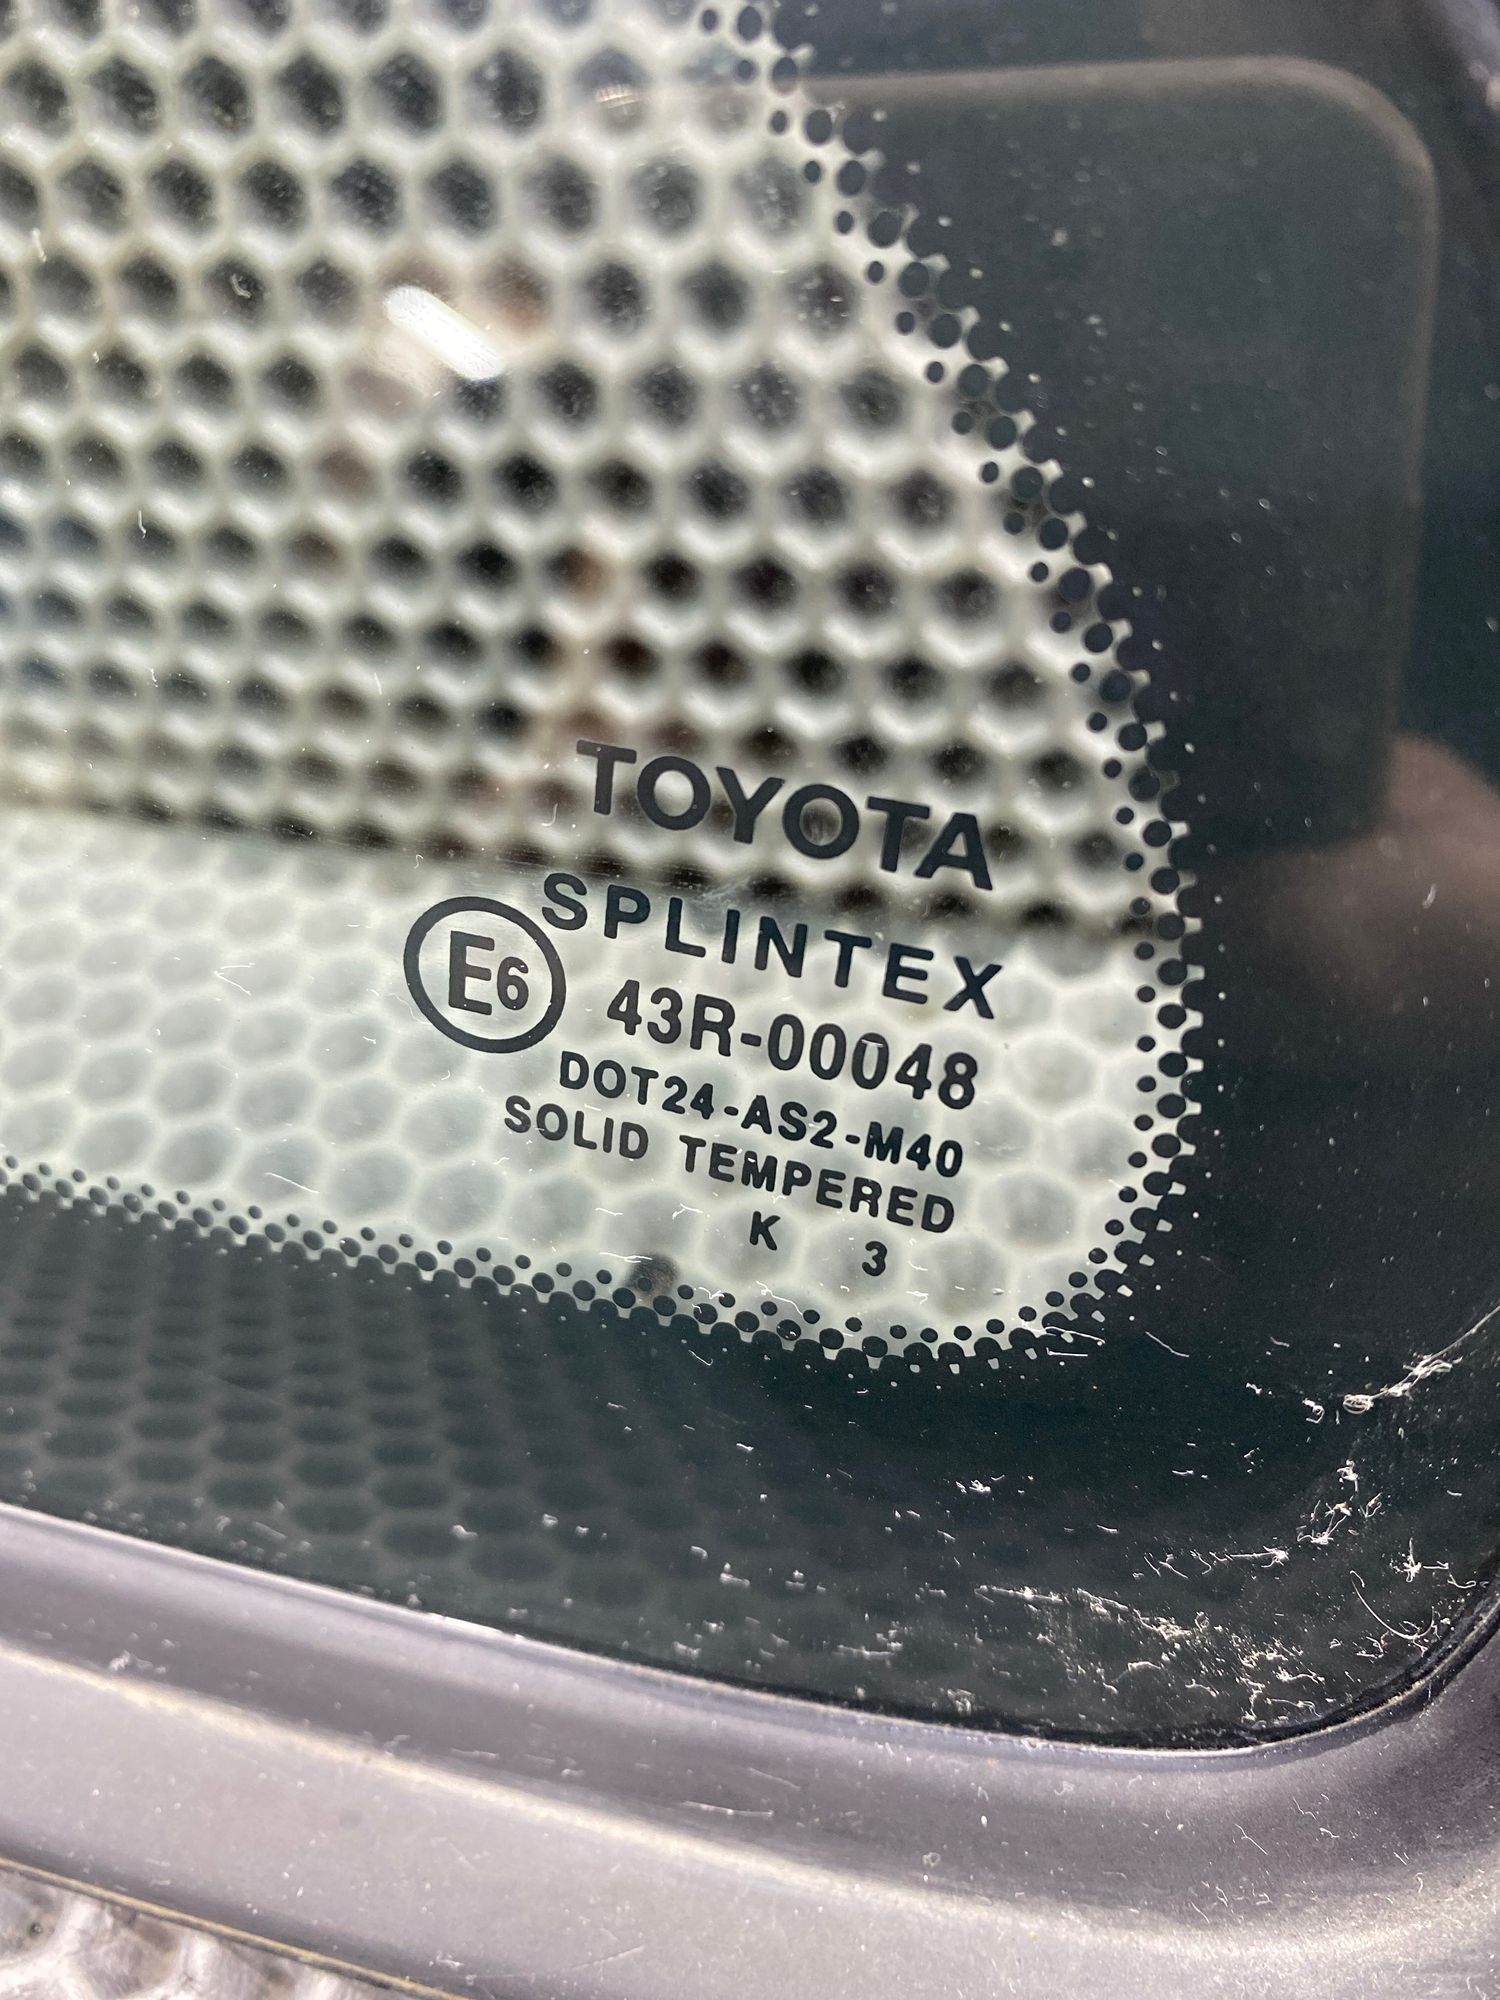 TOYOTA
SPLINTEX
E6 43R-00048
DOT24-AS2-M40
SOLID TEMPERED
K 3